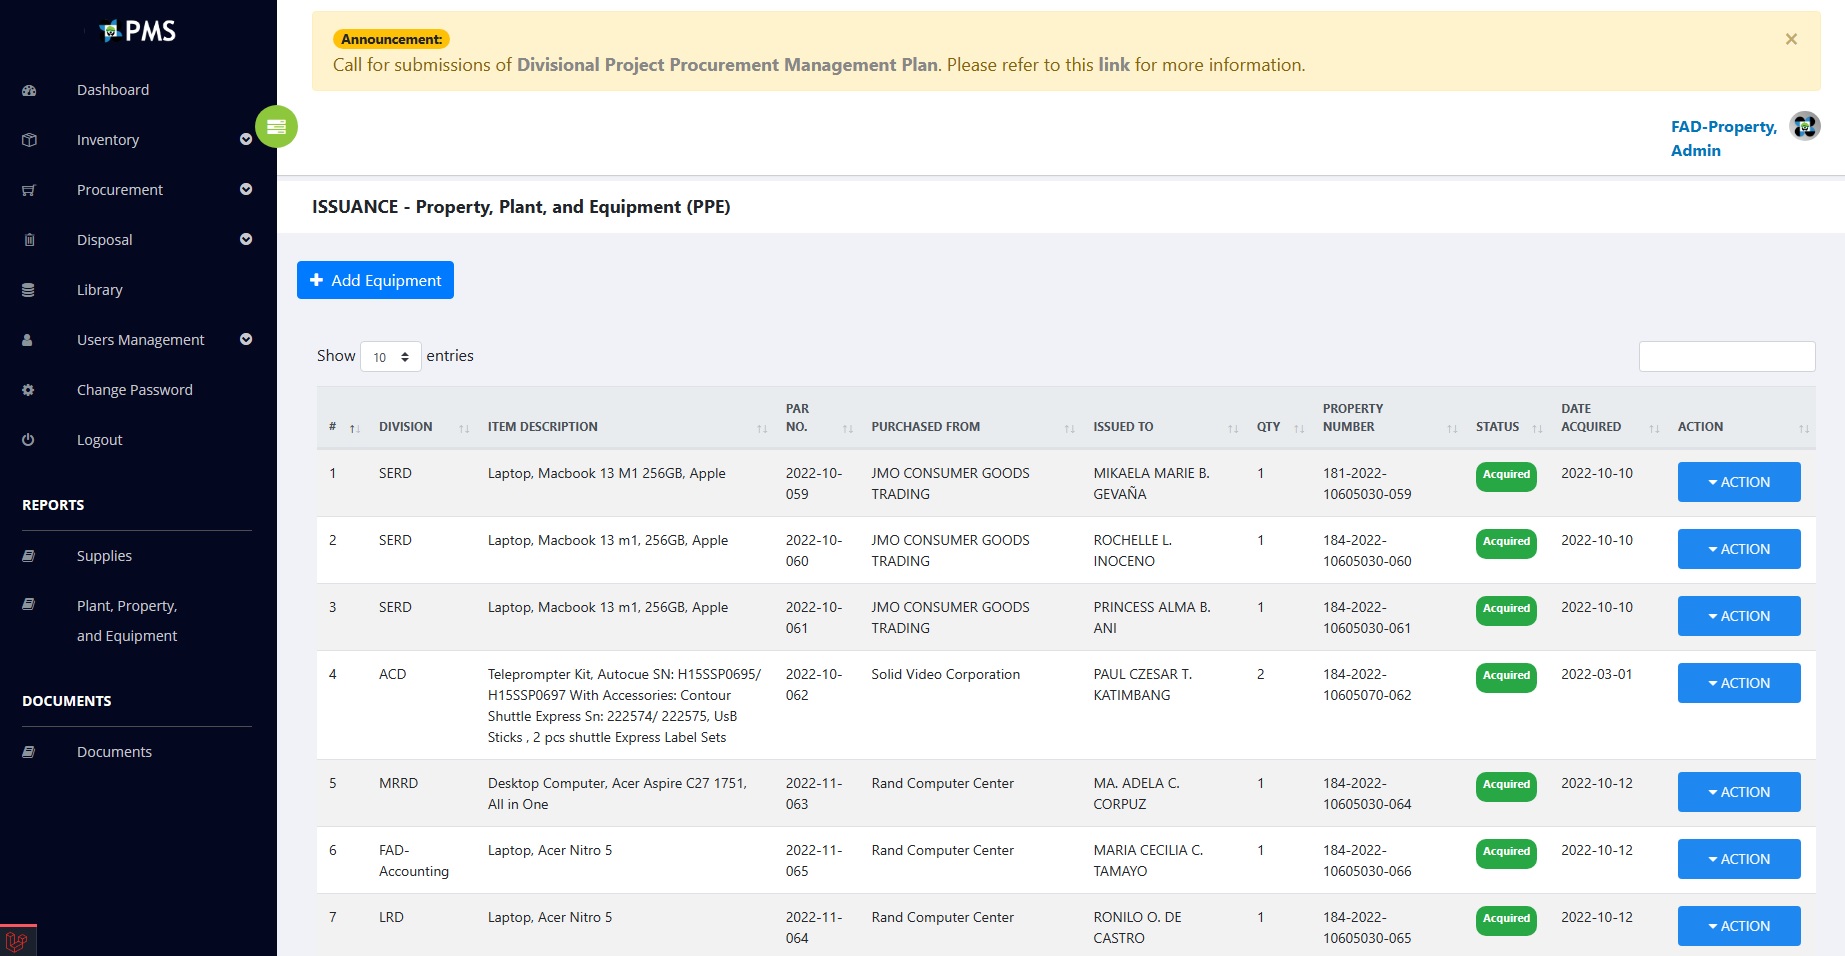 PMS
Dashboard
Inventory
Procurement
Disposal
Library
Users Management
Change Password
Logout
REPORTS
Supplies
Plant, Property,
and Equipment
DOCUMENTS
Documents
Announcement:
Call for submissions of Divisional Project Procurement Management Plan. Please refer to this link for more information.
×
FAD-Property,
Admin
ISSUANCE - Property, Plant, and Equipment (PPE)
Add Equipment
Show 10 entries
# DIVISION ITEM DESCRIPTION PAR NO. PURCHASED FROM ISSUED TO QTY PROPERTY NUMBER STATUS DATE ACQUIRED ACTION
1 SERD Laptop, Macbook 13 M1 256GB, Apple 2022-10- JMO CONSUMER GOODS MIKAELA MARIE B. 1 181-2022- Acquired 2022-10-10 ACTION
059 TRADING GEVAÑA 10605030-059
2 SERD Laptop, Macbook 13 m1, 256GB, Apple 2022-10- JMO CONSUMER GOODS ROCHELLE L. 1 184-2022- Acquired 2022-10-10 ACTION
060 TRADING INOCENO 10605030-060
3 SERD Laptop, Macbook 13 m1, 256GB, Apple 2022-10- JMO CONSUMER GOODS PRINCESS ALMA B. 1 184-2022- Acquired 2022-10-10 ACTION
061 TRADING ANI 10605030-061
4 ACD Teleprompter Kit, Autocue SN: H15SSP0695/ 2022-10- Solid Video Corporation PAUL CZESAR T. 2 184-2022- Acquired 2022-03-01 ACTION
H15SSP0697 With Accessories: Contour 062 KATIMBANG 10605070-062
Shuttle Express Sn: 222574/ 222575, UsB
Sticks , 2 pcs shuttle Express Label Sets
5 MRRD Desktop Computer, Acer Aspire C27 1751, 2022-11- Rand Computer Center MA. ADELA C. 1 184-2022- Acquired 2022-10-12 ACTION
All in One 063 CORPUZ 10605030-064
6 FAD- Laptop, Acer Nitro 5 2022-11- Rand Computer Center MARIA CECILIA C. 1 184-2022- Acquired 2022-10-12 ACTION
Accounting 065 TAMAYO 10605030-066
7 LRD Laptop, Acer Nitro 5 2022-11- Rand Computer Center RONILO O. DE 1 184-2022- Acquired 2022-10-12 ACTION
064 CASTRO 10605030-065